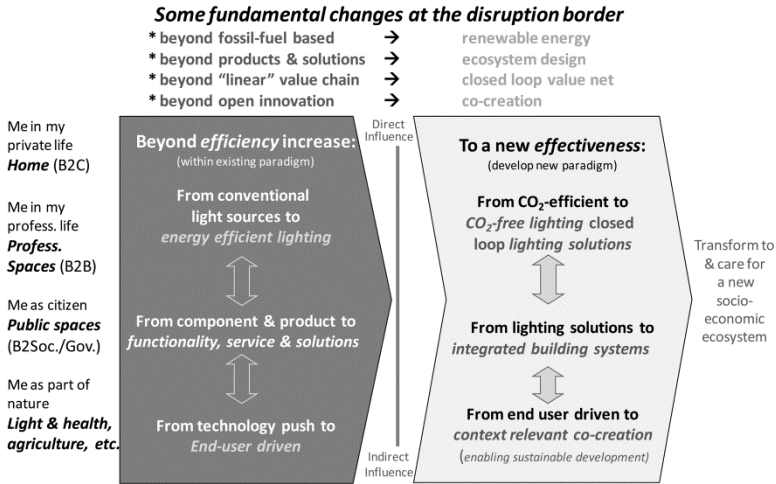 Some fundamental changes at the disruption border
* beyond fossil-fuel based → renewable energy
* beyond products & solutions → ecosystem design
* beyond “linear” value chain → closed loop value net
* beyond open innovation → co-creation
Me in my
private life
Home (B2C)
Me in my
profess. life
Profess.
Spaces (B2B)
Me as citizen
Public spaces
(B2Soc./Gov.)
Me as part of
nature
Light & health,
agriculture, etc.
Beyond efficiency increase:
(within existing paradigm)
From conventional
light sources to
energy efficient lighting
From component & product to
functionality, service & solutions
From technology push to
End-user driven
Direct
Influence
Indirect
Influence
To a new effectiveness:
(develop new paradigm)
From CO₂-efficient to
CO₂-free lighting closed
loop lighting solutions
From lighting solutions to
integrated building systems
From end user driven to
context relevant co-creation
(enabling sustainable development)
Transform to
& care for
a new
socio-
economic
ecosystem